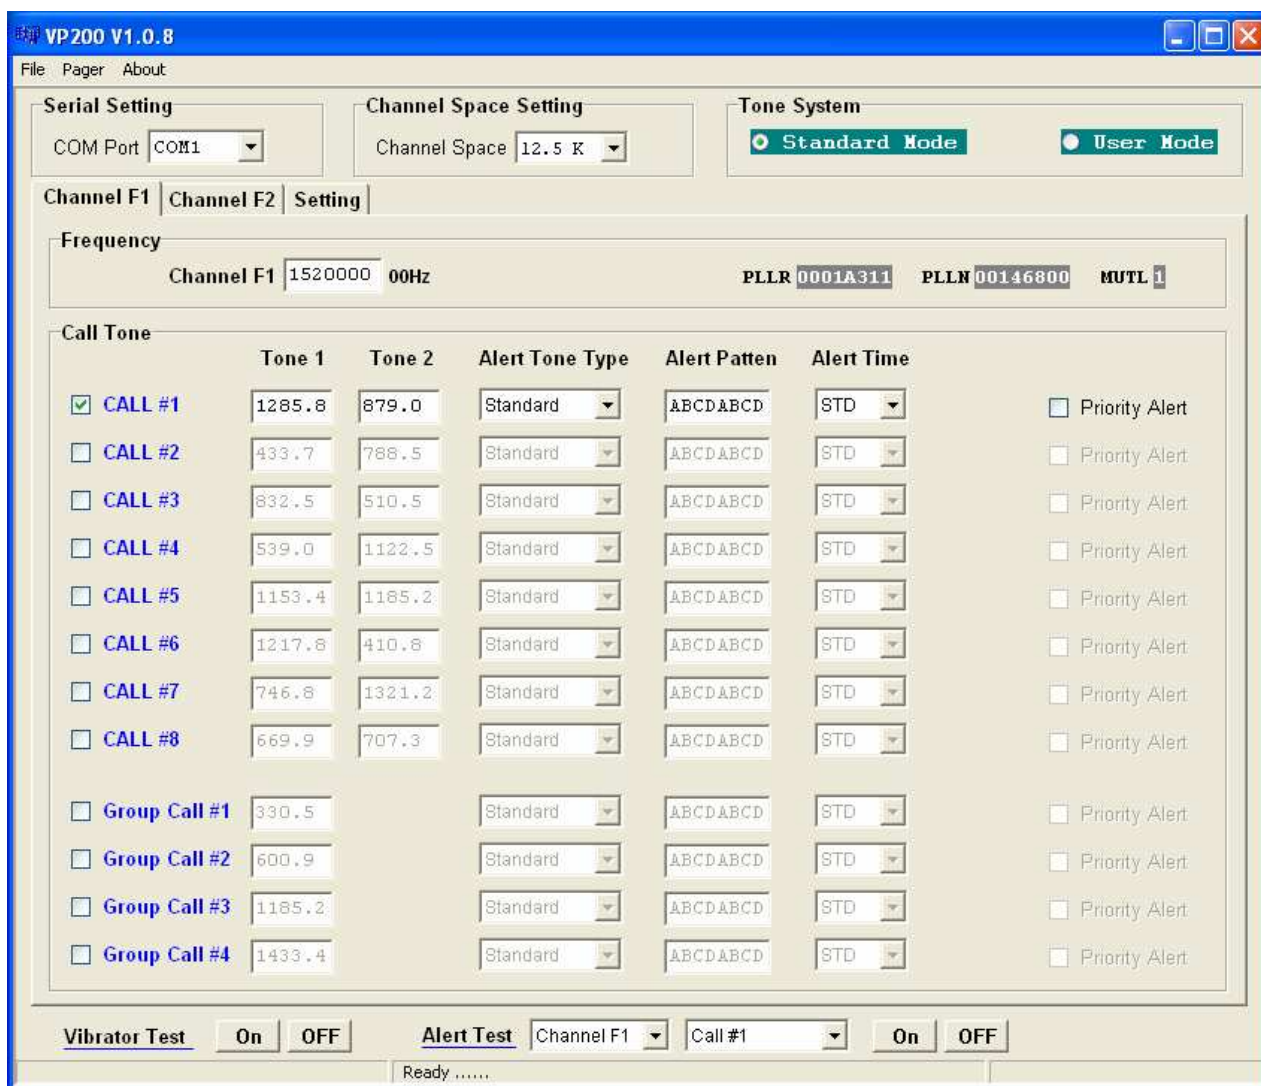 VP200 V1.0.8
File Pager About
Serial Setting Channel Space Setting Tone System
COM Port COM1 Channel Space 12.5 K Standard Mode User Mode
Channel F1 Channel F2 Setting
Frequency
Channel F1 1520000 00Hz PLLR 0001A311 PLLN 00146800 MUTL 1
Call Tone
Tone 1 Tone 2 Alert Tone Type Alert Patten Alert Time
CALL #1 1285.8 879.0 Standard ABCDABCD STD Priority Alert
CALL #2 433.7 788.5 Standard ABCDABCD STD Priority Alert
CALL #3 832.5 510.5 Standard ABCDABCD STD Priority Alert
CALL #4 539.0 1122.5 Standard ABCDABCD STD Priority Alert
CALL #5 1153.4 1185.2 Standard ABCDABCD STD Priority Alert
CALL #6 1217.8 410.8 Standard ABCDABCD STD Priority Alert
CALL #7 746.8 1321.2 Standard ABCDABCD STD Priority Alert
CALL #8 669.9 707.3 Standard ABCDABCD STD Priority Alert
Group Call #1 330.5 Standard ABCDABCD STD Priority Alert
Group Call #2 600.9 Standard ABCDABCD STD Priority Alert
Group Call #3 1185.2 Standard ABCDABCD STD Priority Alert
Group Call #4 1433.4 Standard ABCDABCD STD Priority Alert
Vibrator Test On OFF Alert Test Channel F1 Call #1 On OFF
Ready ......